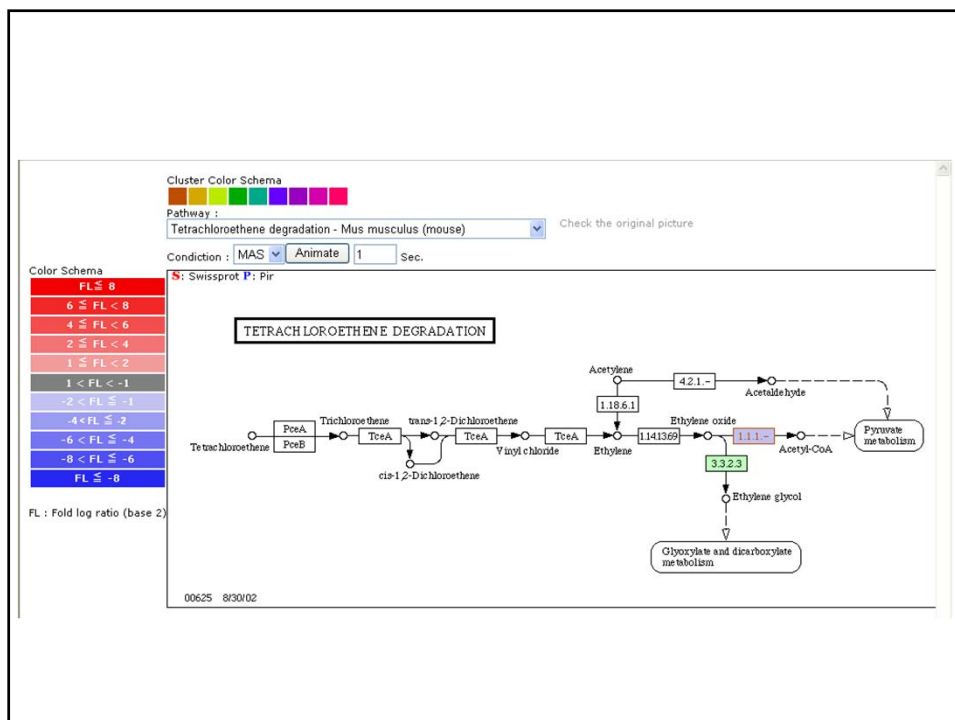 Cluster Color Schema
Pathway :
Tetrachloroethene degradation - Mus musculus (mouse)
Check the original picture
Condiction : MAS Animate 1 Sec.
Color Schema
FL≦ 8
6 ≦ FL < 8
4 ≦ FL < 6
2 ≦ FL < 4
1 ≦ FL < 2
1 < FL < -1
-2 < FL ≦ -1
-4 < FL ≦ -2
-6 < FL ≦ -4
-8 < FL ≦ -6
FL ≦ -8
FL : Fold log ratio (base 2)
S: Swissprot P: Pir
TETRACHLOROETHENE DEGRADATION
Acetylene
4.2.1.-
Acetaldehyde
1.18.6.1
Tetrachloroethene
PceA
PceB
Trichloroethene
TceA
trans-1,2-Dichloroethene
cis-1,2-Dichloroethene
TceA
Vinyl chloride
TceA
Ethylene
1.14.13.69
Ethylene oxide
1.1.1.-
Acetyl-CoA
Pyruvate
metabolism
3.3.2.3
Ethylene glycol
Glyoxylate and dicarboxylate
metabolism
00625 8/30/02